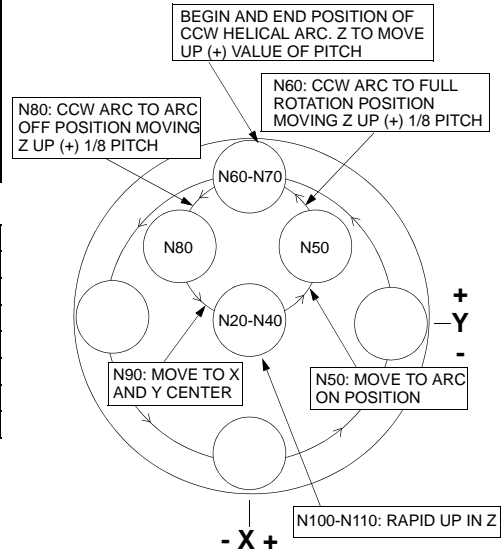 BEGIN AND END POSITION OF
CCW HELICAL ARC. Z TO MOVE
UP (+) VALUE OF PITCH
N60: CCW ARC TO FULL
ROTATION POSITION
MOVING Z UP (+) 1/8 PITCH
N80: CCW ARC TO ARC
OFF POSITION MOVING
Z UP (+) 1/8 PITCH
N60-N70
N80
N50
N20-N40
+
Y
-
N90: MOVE TO X
AND Y CENTER
N50: MOVE TO ARC
ON POSITION
N100-N110: RAPID UP IN Z
- X +